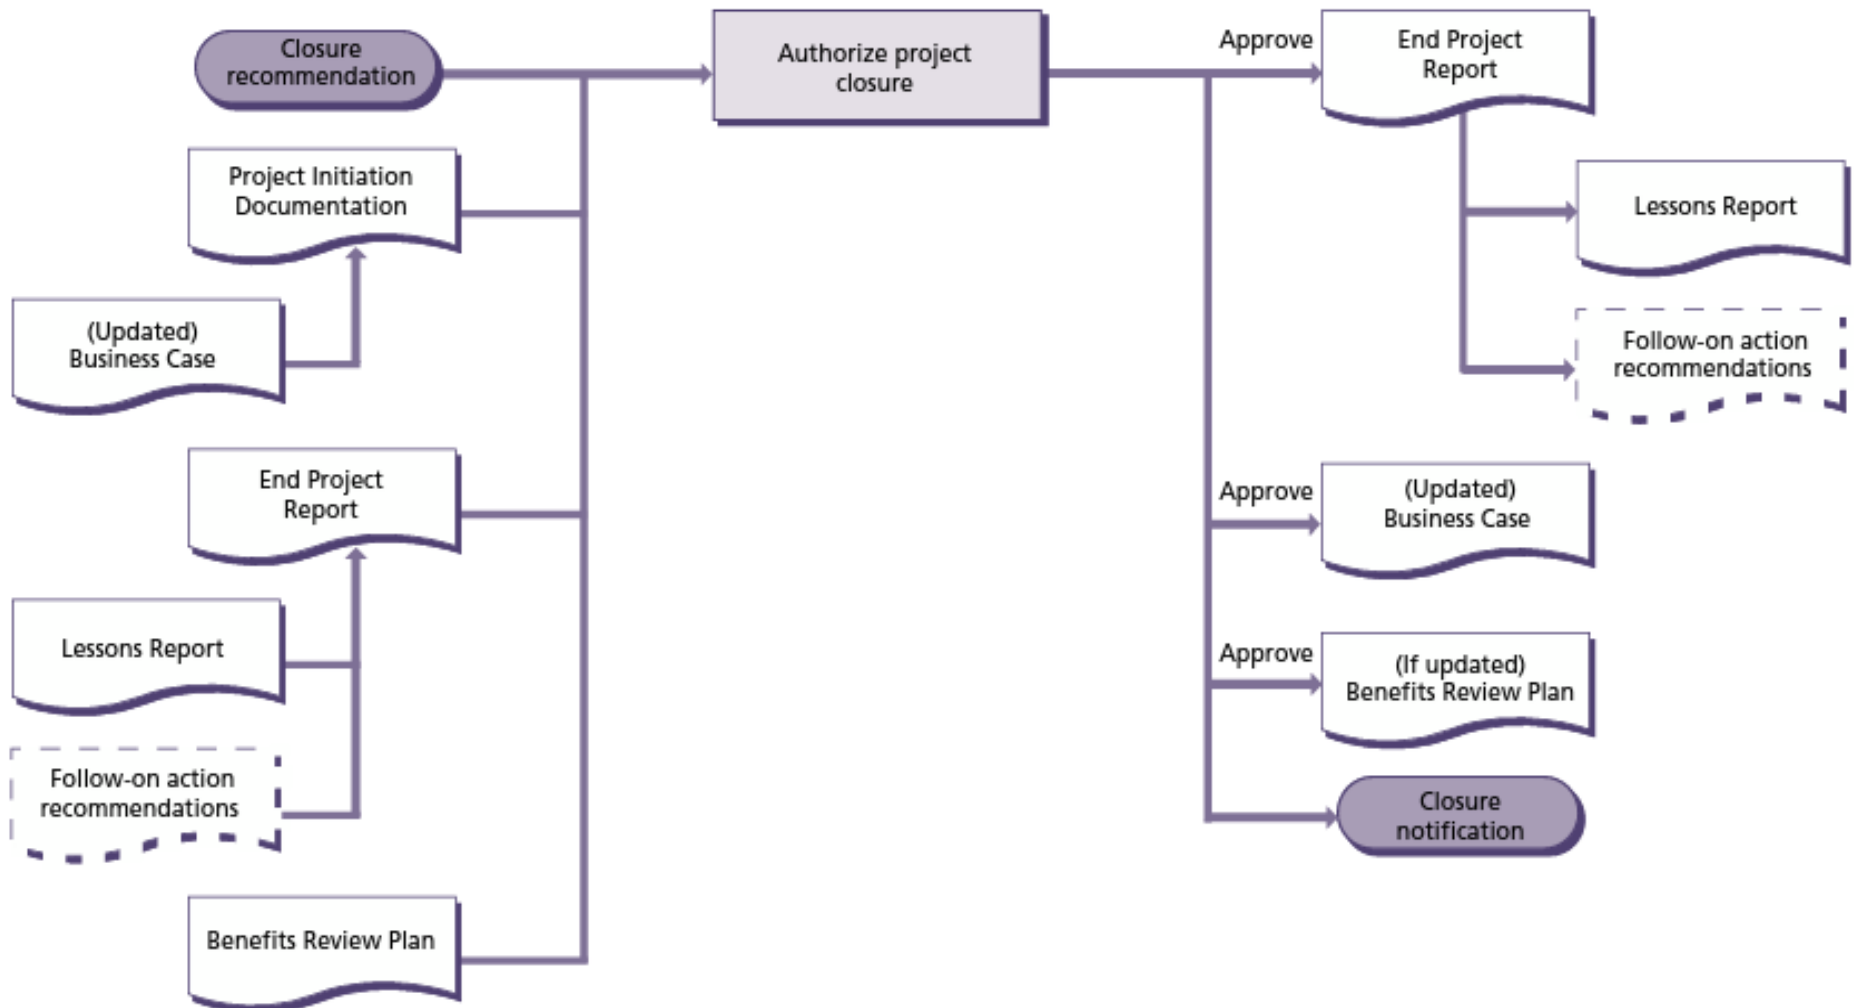 Closure
recommendation
Authorize project
closure
Approve
End Project
Report
Project Initiation
Documentation
Lessons Report
(Updated)
Business Case
Follow-on action
recommendations
End Project
Report
Approve
(Updated)
Business Case
Lessons Report
Approve
(If updated)
Benefits Review Plan
Follow-on action
recommendations
Closure
notification
Benefits Review Plan